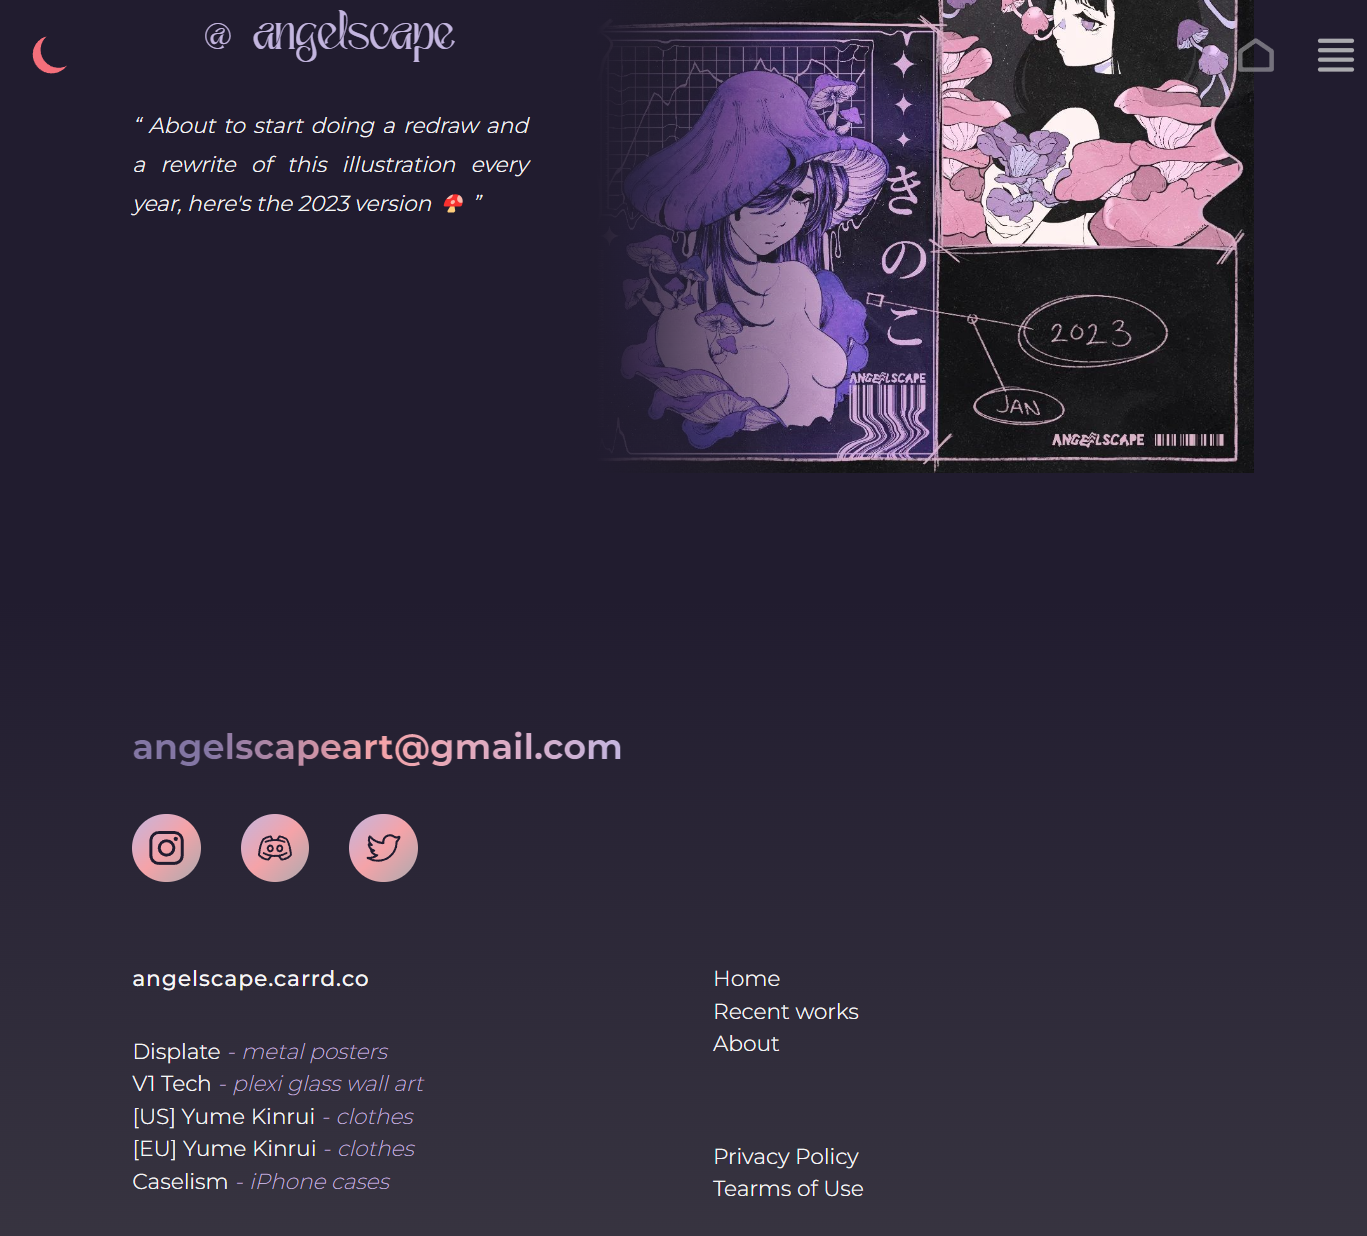 @ angelscape
“ About to start doing a redraw and
a rewrite of this illustration every
year, here's the 2023 version 🍄 ”
きのこ
ANGELSCAPE
2023
JAN
ANGELSCAPE
angelscapeart@gmail.com
angelscape.carrd.co
Displate - metal posters
V1 Tech - plexi glass wall art
[US] Yume Kinrui - clothes
[EU] Yume Kinrui - clothes
Caselism - iPhone cases
Home
Recent works
About
Privacy Policy
Tearms of Use